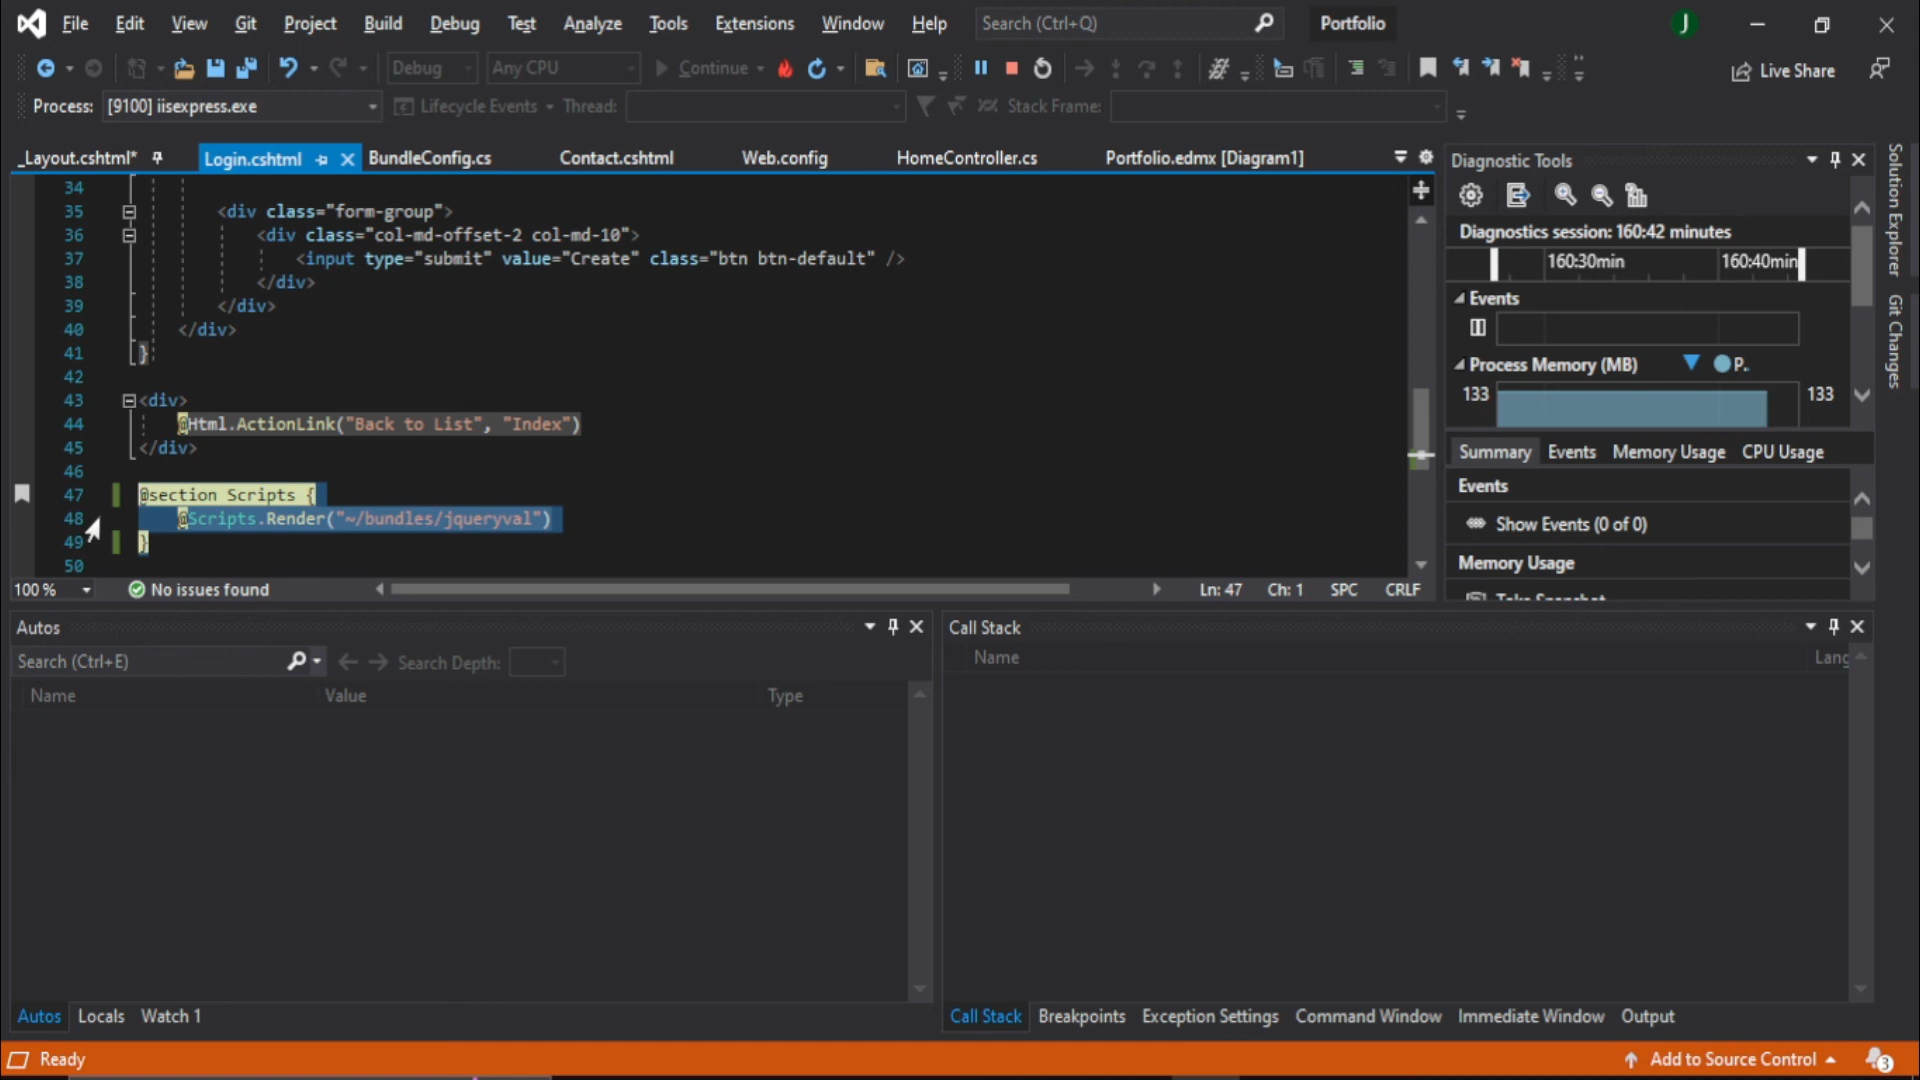 File Edit View Git Project Build Debug Test Analyze Tools Extensions Window Help Search (Ctrl+Q) Portfolio J
Debug Any CPU Continue Live Share
Process: [9100] iisexpress.exe Lifecycle Events Thread: Stack Frame:
_Layout.cshtml* Login.cshtml BundleConfig.cs Contact.cshtml Web.config HomeController.cs Portfolio.edmx [Diagram1]
34
35 <div class="form-group">
36 <div class="col-md-offset-2 col-md-10">
37 <input type="submit" value="Create" class="btn btn-default" />
38 </div>
39 </div>
40 </div>
41 }
42
43 <div>
44 @Html.ActionLink("Back to List", "Index")
45 </div>
46
47 @section Scripts {
48 @Scripts.Render("~/bundles/jqueryval")
49 }
50
100 % No issues found Ln: 47 Ch: 1 SPC CRLF
Diagnostic Tools
Diagnostics session: 160:42 minutes
160:30min 160:40min
Events
Process Memory (MB) P..
133 133
Summary Events Memory Usage CPU Usage
Events
Show Events (0 of 0)
Memory Usage
Take Snapshot
Solution Explorer
Git Changes
Autos
Search (Ctrl+E) Search Depth:
Name Value Type
Autos Locals Watch 1
Call Stack
Name Lang
Call Stack Breakpoints Exception Settings Command Window Immediate Window Output
Ready Add to Source Control 3